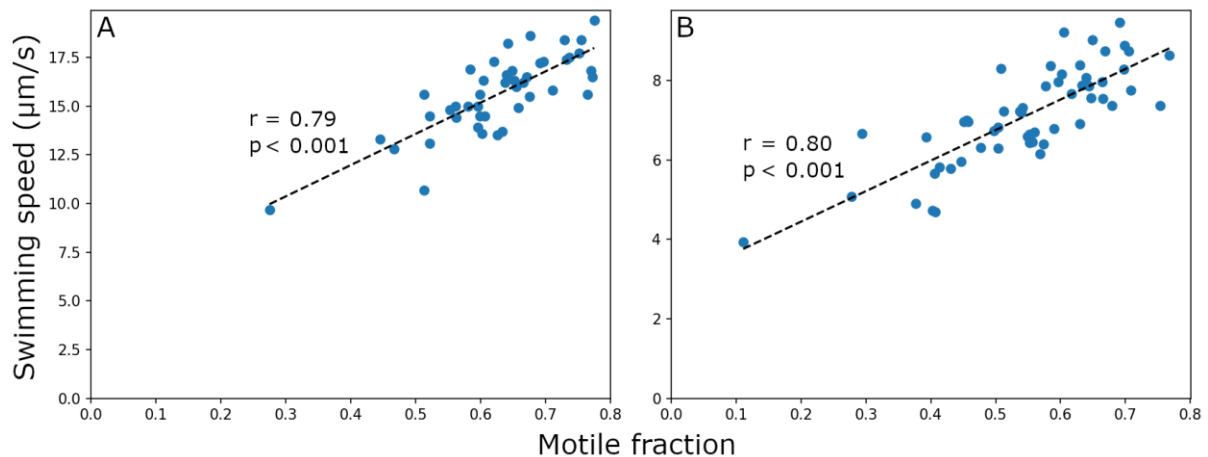 A
B
Swimming speed (μm/s)
17.5
15.0
12.5
10.0
7.5
5.0
2.5
0.0
r = 0.79
p < 0.001
0.0 0.1 0.2 0.3 0.4 0.5 0.6 0.7 0.8
8
6
4
2
0
r = 0.80
p < 0.001
0.0 0.1 0.2 0.3 0.4 0.5 0.6 0.7 0.8
Motile fraction